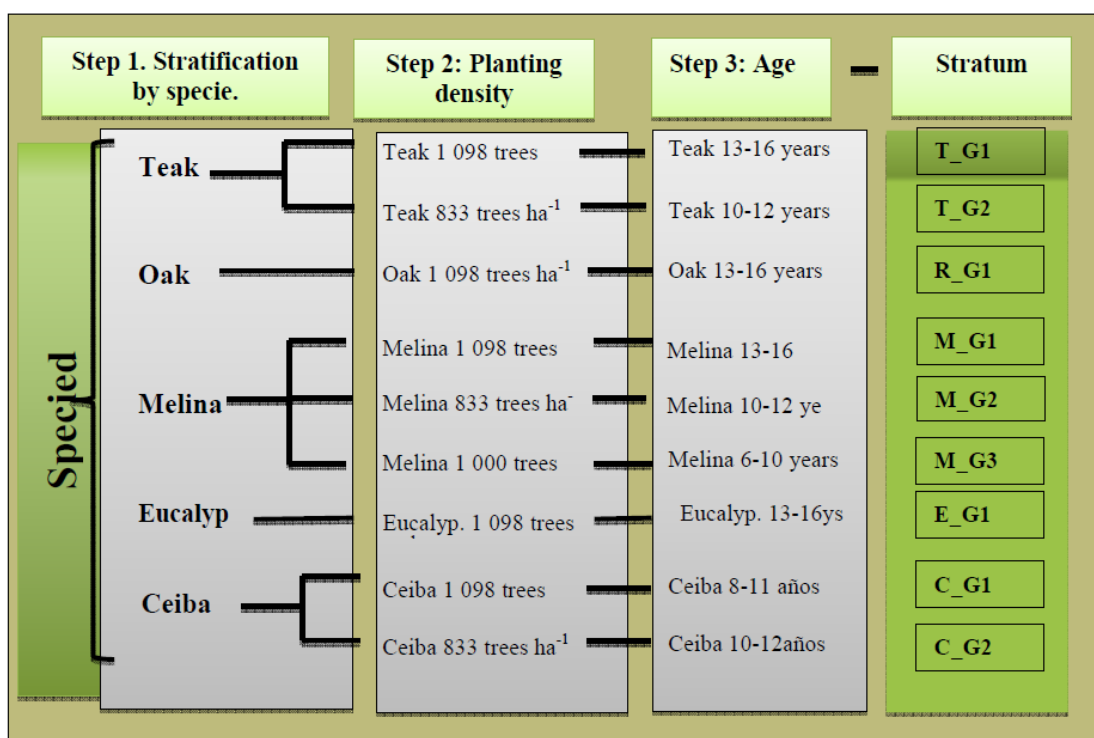 Step 1. Stratification
by specie.
Step 2: Planting
density
Step 3: Age
Stratum
Specied
Teak
Teak 1 098 trees
Teak 13-16 years
T_G1
Teak 833 trees ha-1
Teak 10-12 years
T_G2
Oak
Oak 1 098 trees ha-1
Oak 13-16 years
R_G1
Melina 1 098 trees
Melina 13-16
M_G1
Melina
Melina 833 trees ha-
Melina 10-12 ye
M_G2
Melina 1 000 trees
Melina 6-10 years
M_G3
Eucalyp
Eucalyp. 1 098 trees
Eucalyp. 13-16ys
E_G1
Ceiba
Ceiba 1 098 trees
Ceiba 8-11 años
C_G1
Ceiba 833 trees ha-1
Ceiba 10-12años
C_G2